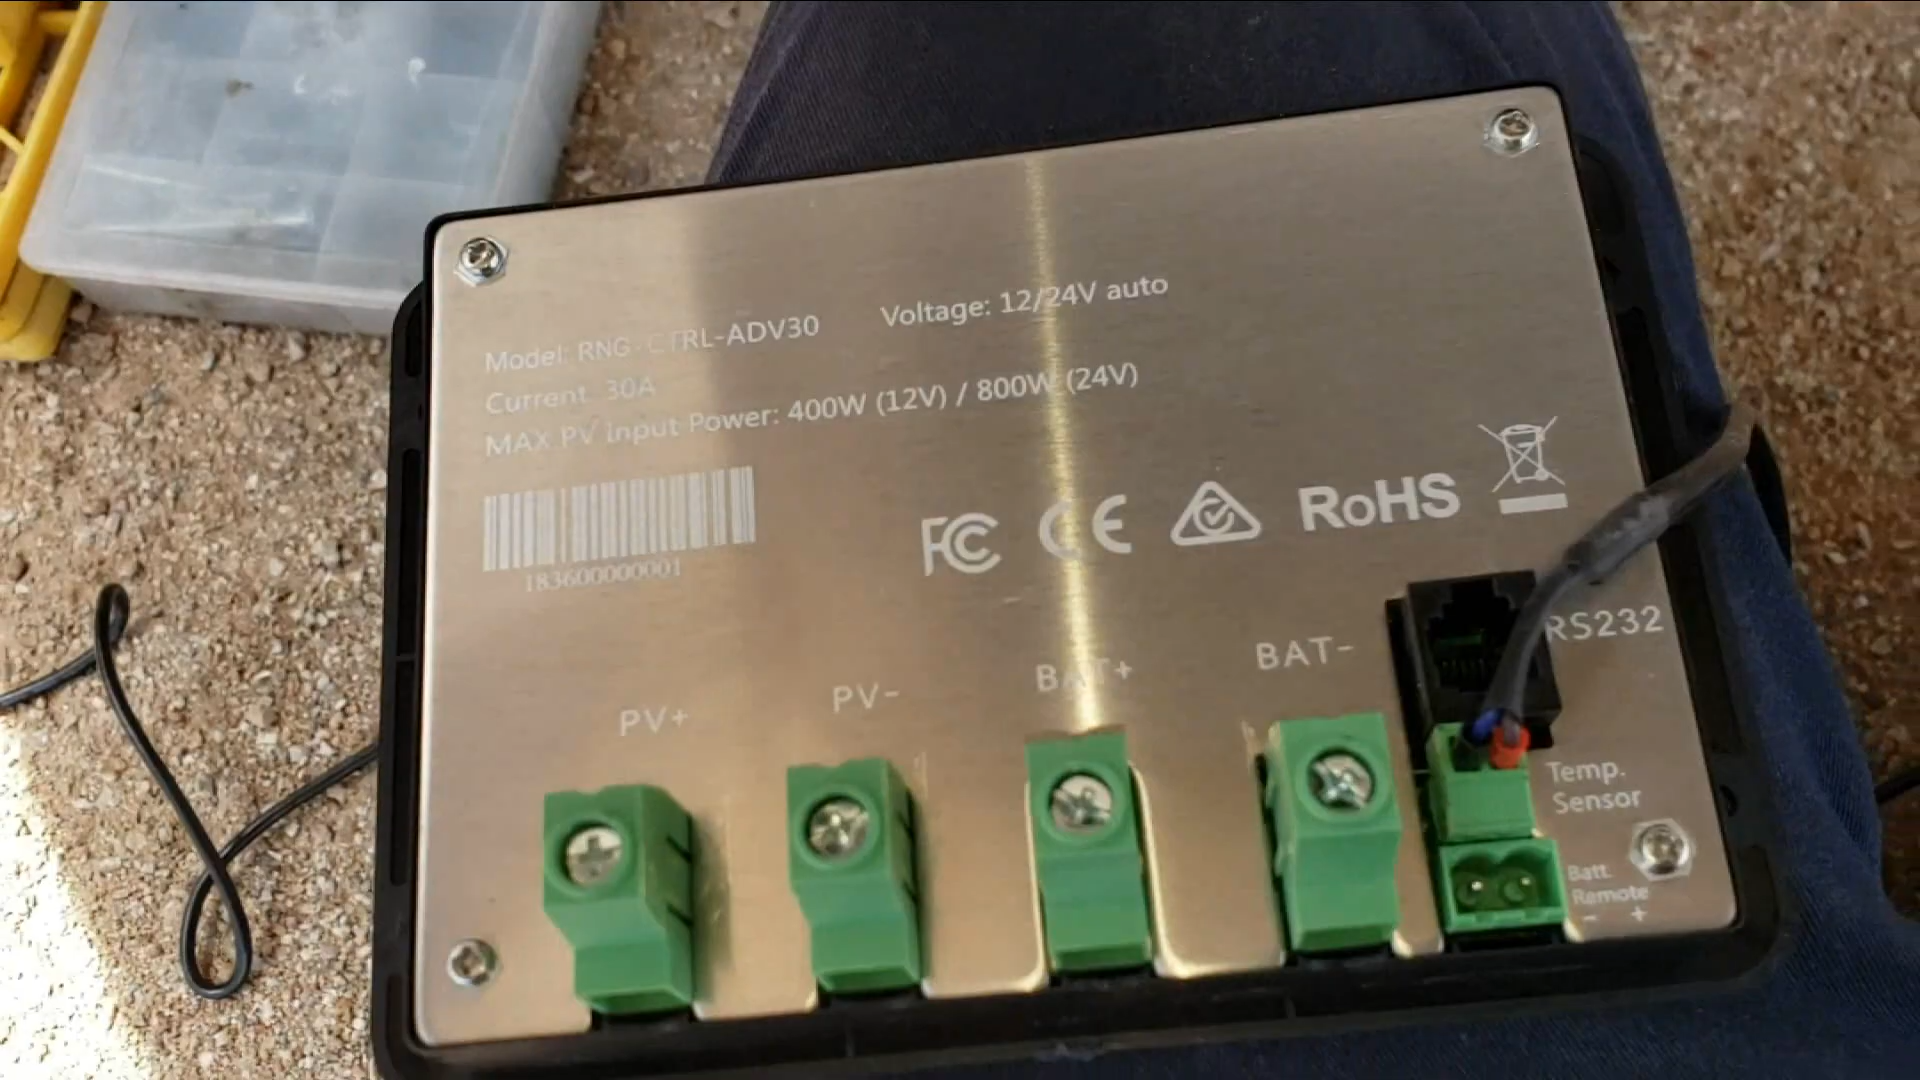 Model: RNG-CTRL-ADV30 Voltage: 12/24V auto
Current: 30A
MAX PV Input Power: 400W (12V) / 800W (24V)
183600000001
FC CE RoHS
RS232
PV+ PV- BAT+ BAT-
Temp.
Sensor
Batt.
Remote
- +